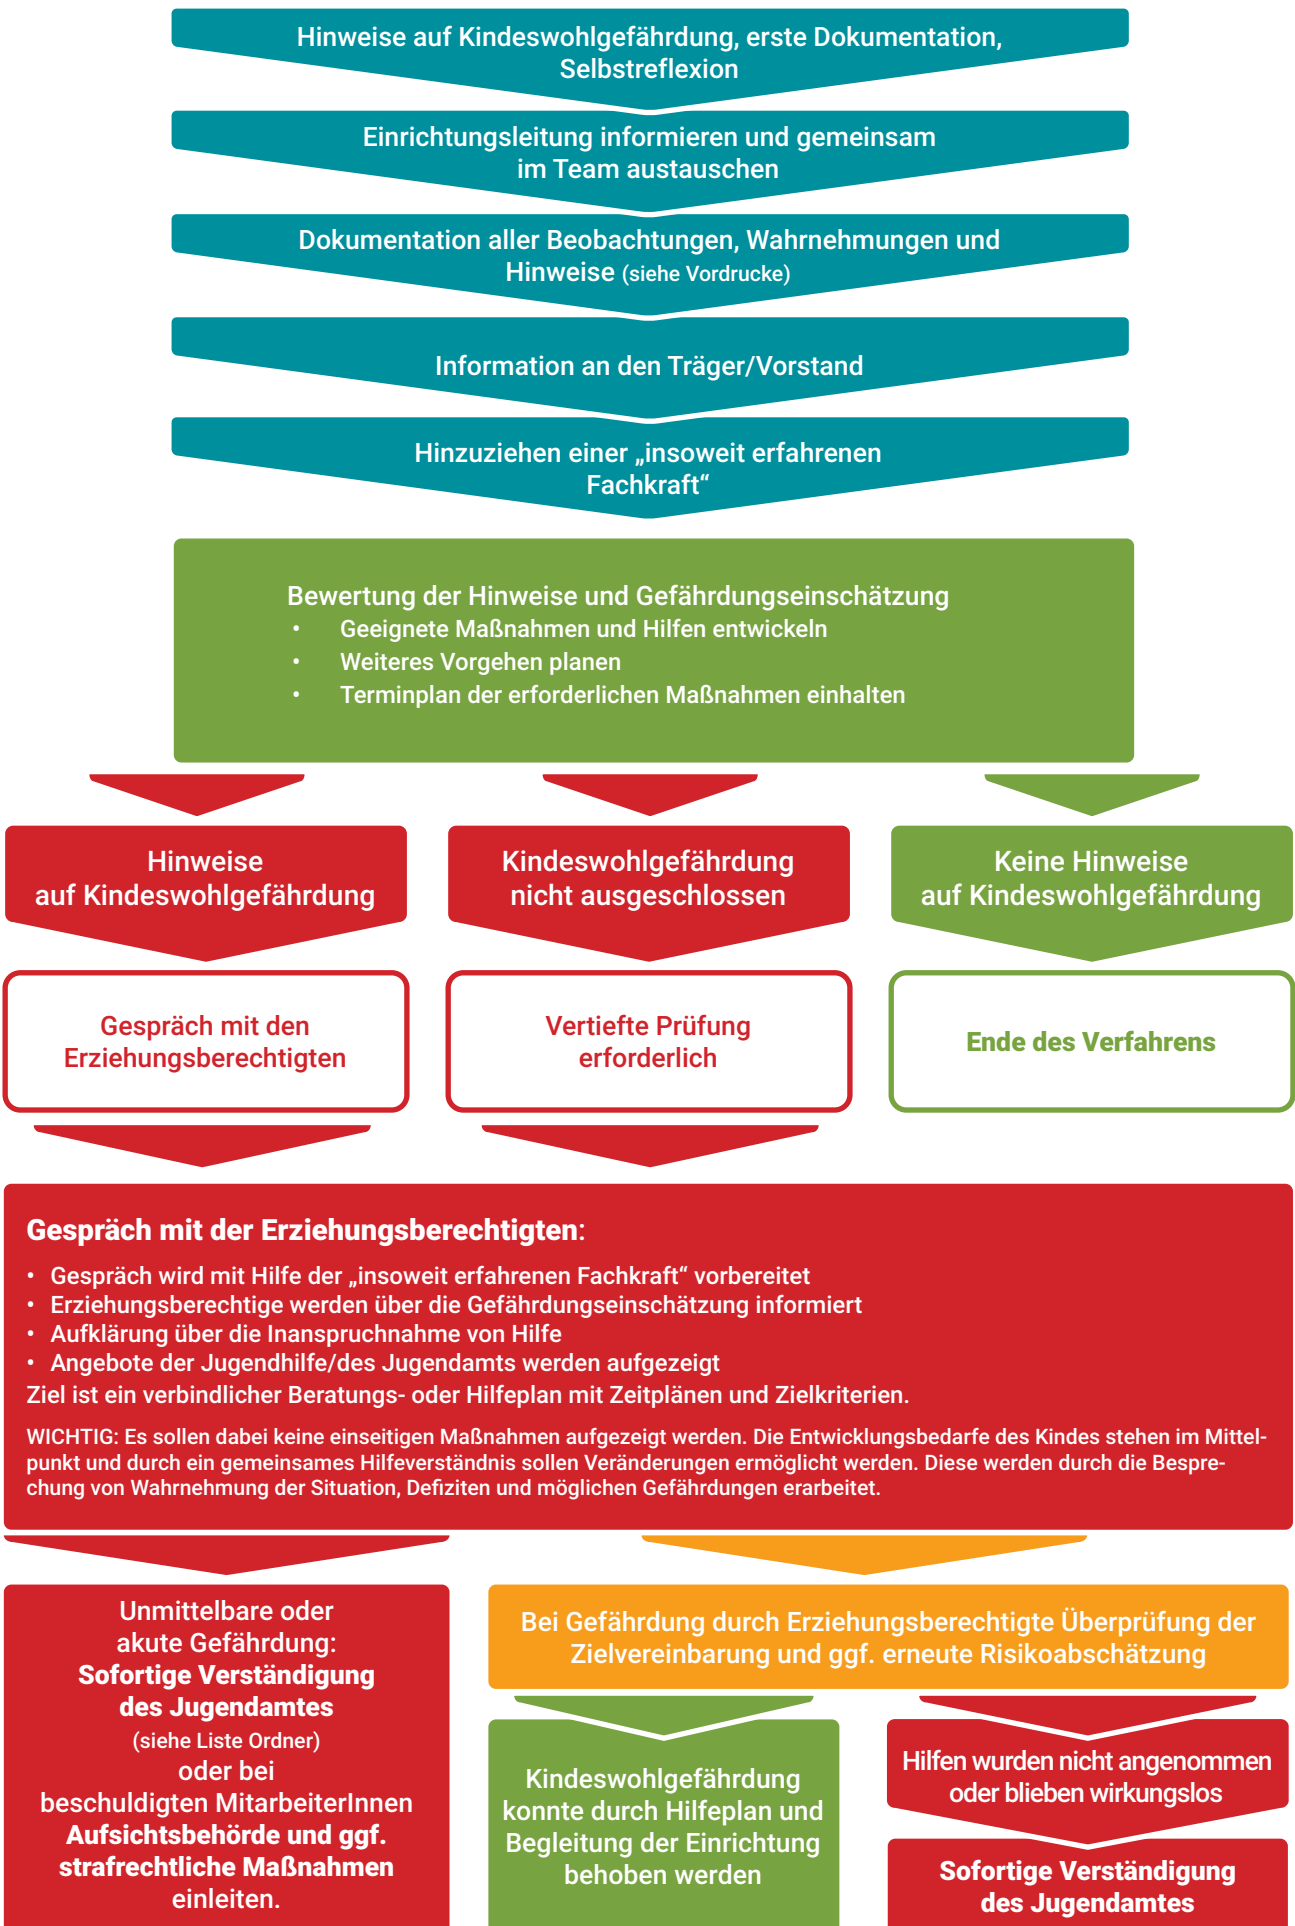 Hinweise auf Kindeswohlgefährdung, erste Dokumentation,
Selbstreflexion
Einrichtungsleitung informieren und gemeinsam
im Team austauschen
Dokumentation aller Beobachtungen, Wahrnehmungen und
Hinweise (siehe Vordrucke)
Information an den Träger/Vorstand
Hinzuziehen einer „insoweit erfahrenen
Fachkraft“
Bewertung der Hinweise und Gefährdungseinschätzung
• Geeignete Maßnahmen und Hilfen entwickeln
• Weiteres Vorgehen planen
• Terminplan der erforderlichen Maßnahmen einhalten
Hinweise
auf Kindeswohlgefährdung
Gespräch mit den
Erziehungsberechtigten
Kindeswohlgefährdung
nicht ausgeschlossen
Vertiefte Prüfung
erforderlich
Keine Hinweise
auf Kindeswohlgefährdung
Ende des Verfahrens
Gespräch mit der Erziehungsberechtigten:
• Gespräch wird mit Hilfe der „insoweit erfahrenen Fachkraft“ vorbereitet
• Erziehungsberechtige werden über die Gefährdungseinschätzung informiert
• Aufklärung über die Inanspruchnahme von Hilfe
• Angebote der Jugendhilfe/des Jugendamts werden aufgezeigt
Ziel ist ein verbindlicher Beratungs- oder Hilfeplan mit Zeitplänen und Zielkriterien.
WICHTIG: Es sollen dabei keine einseitigen Maßnahmen aufgezeigt werden. Die Entwicklungsbedarfe des Kindes stehen im Mittel-
punkt und durch ein gemeinsames Hilfeverständnis sollen Veränderungen ermöglicht werden. Diese werden durch die Bespre-
chung von Wahrnehmung der Situation, Defiziten und möglichen Gefährdungen erarbeitet.
Unmittelbare oder
akute Gefährdung:
Sofortige Verständigung
des Jugendamtes
(siehe Liste Ordner)
oder bei
beschuldigten MitarbeiterInnen
Aufsichtsbehörde und ggf.
strafrechtliche Maßnahmen
einleiten.
Bei Gefährdung durch Erziehungsberechtigte Überprüfung der
Zielvereinbarung und ggf. erneute Risikoabschätzung
Kindeswohlgefährdung
konnte durch Hilfeplan und
Begleitung der Einrichtung
behoben werden
Hilfen wurden nicht angenommen
oder blieben wirkungslos
Sofortige Verständigung
des Jugendamtes